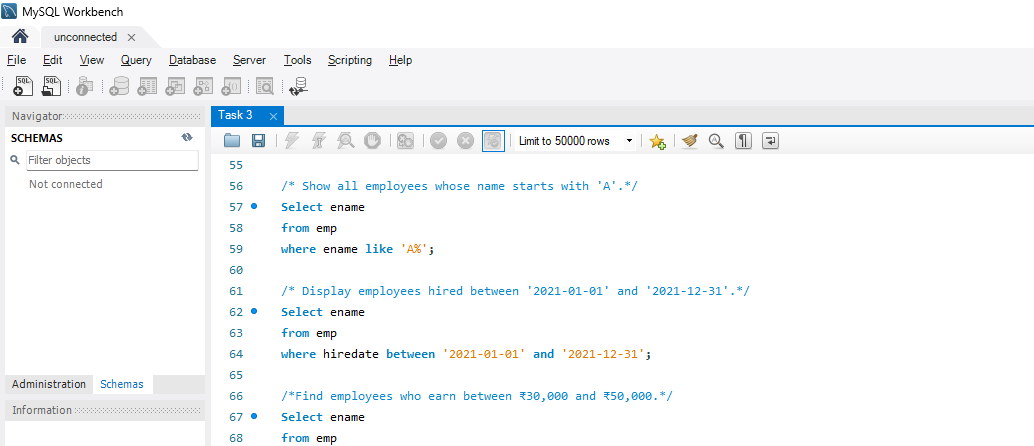 MySQL Workbench
unconnected
File Edit View Query Database Server Tools Scripting Help
SQL SQL
Navigator
SCHEMAS
Filter objects
Not connected
Administration Schemas
Information
Task 3
Limit to 50000 rows
55
56 /* Show all employees whose name starts with 'A'.*/
57 Select ename
58 from emp
59 where ename like 'A%';
60
61 /* Display employees hired between '2021-01-01' and '2021-12-31'.*/
62 Select ename
63 from emp
64 where hiredate between '2021-01-01' and '2021-12-31';
65
66 /*Find employees who earn between ₹30,000 and ₹50,000.*/
67 Select ename
68 from emp